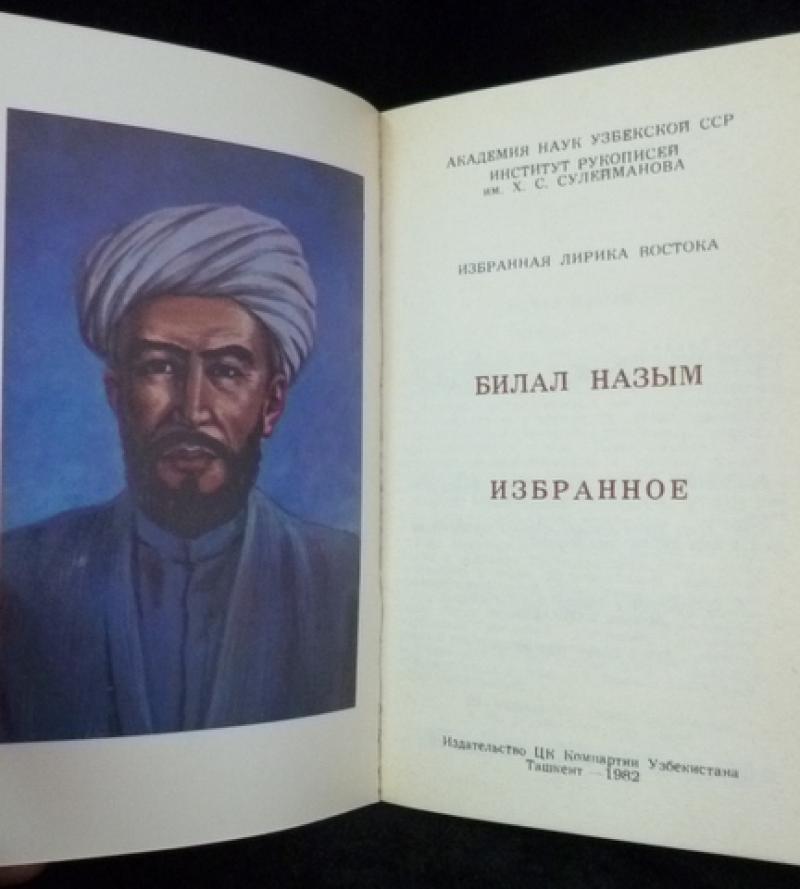 АКАДЕМИЯ НАУК УЗБЕКСКОЙ ССР
ИНСТИТУТ РУКОПИСЕЙ
им. Х. С. СУЛЕЙМАНОВА
ИЗБРАННАЯ ЛИРИКА ВОСТОКА
БИЛАЛ НАЗЫМ
ИЗБРАННОЕ
Издательство ЦК Компартии Узбекистана
Ташкент — 1982